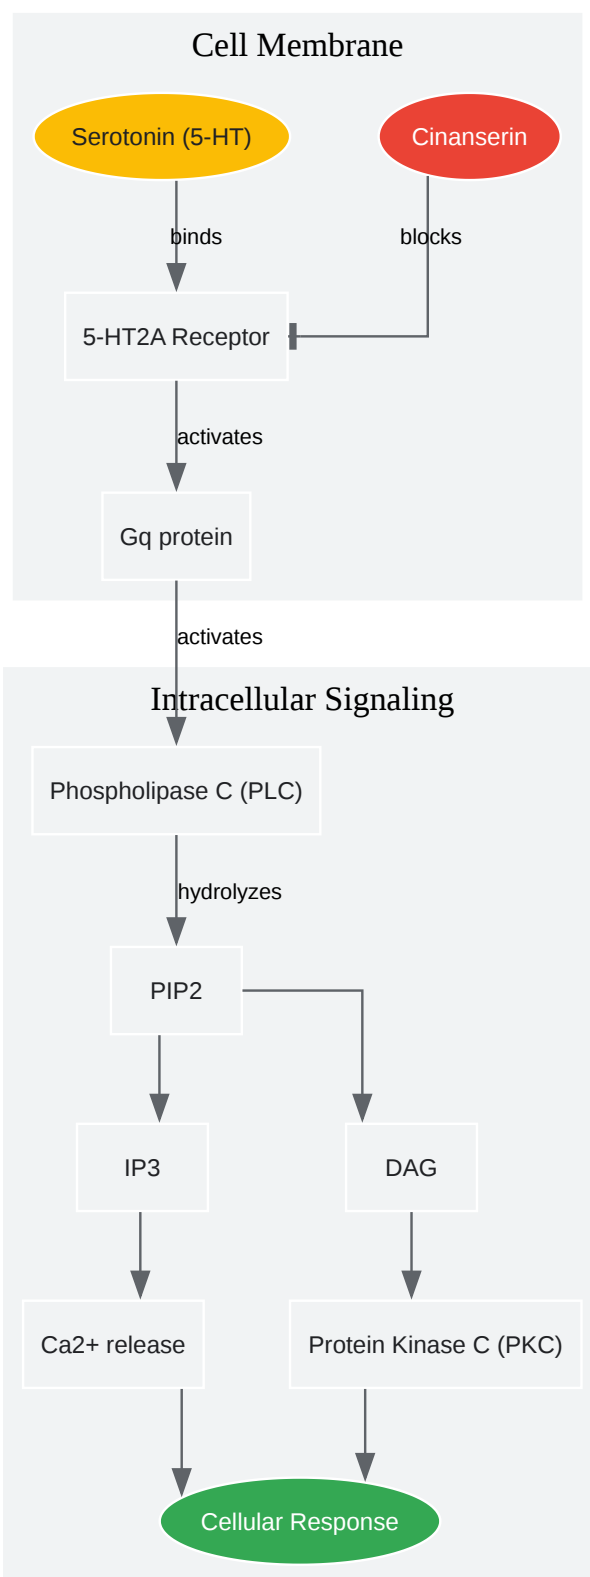 Cell Membrane
Serotonin (5-HT)
Cinanserin
binds
blocks
5-HT2A Receptor
activates
Gq protein
activates
Intracellular Signaling
Phospholipase C (PLC)
hydrolyzes
PIP2
IP3
DAG
Ca2+ release
Protein Kinase C (PKC)
Cellular Response